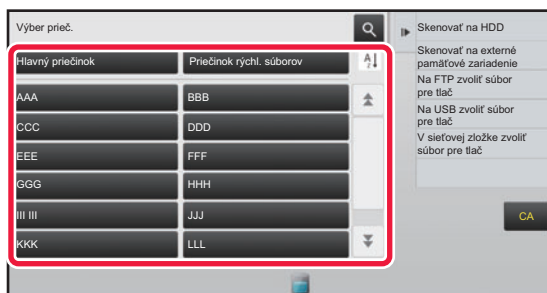 Výber prieč.
Hlavný priečinok
Priečinok rýchl. súborov
AAA
BBB
CCC
DDD
EEE
FFF
GGG
HHH
III III
JJJ
KKK
LLL
Skenovať na HDD
Skenovať na externé
pamäťové zariadenie
Na FTP zvoliť súbor
pre tlač
Na USB zvoliť súbor
pre tlač
V sieťovej zložke zvoliť
súbor pre tlač
CA